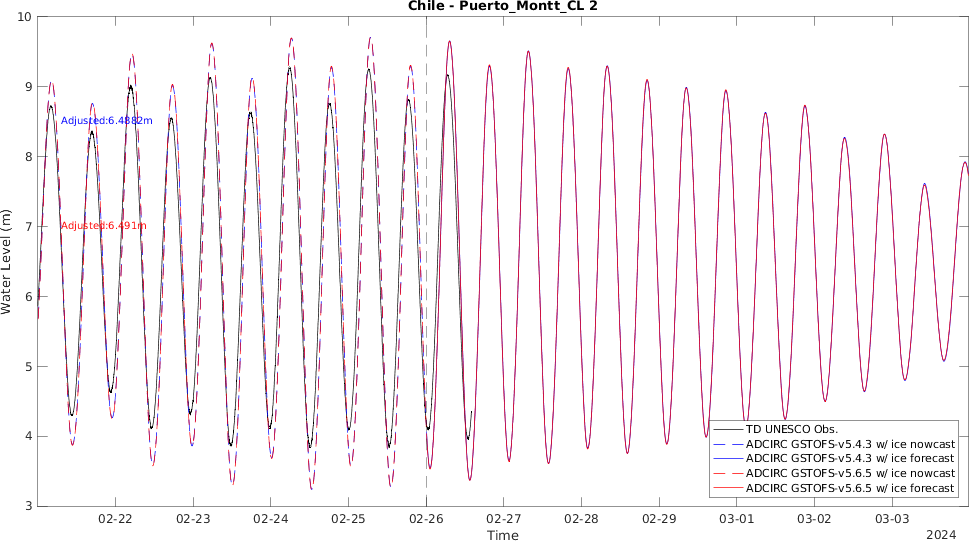 Chile - Puerto_Montt_CL 2
10
9
8
7
6
5
4
3
Water Level (m)
Adjusted:6.4882m
Adjusted:6.491m
TD UNESCO Obs.
ADCIRC GSTOFS-v5.4.3 w/ ice nowcast
ADCIRC GSTOFS-v5.4.3 w/ ice forecast
ADCIRC GSTOFS-v5.6.5 w/ ice nowcast
ADCIRC GSTOFS-v5.6.5 w/ ice forecast
02-22 02-23 02-24 02-25 02-26 02-27 02-28 02-29 03-01 03-02 03-03
Time
2024